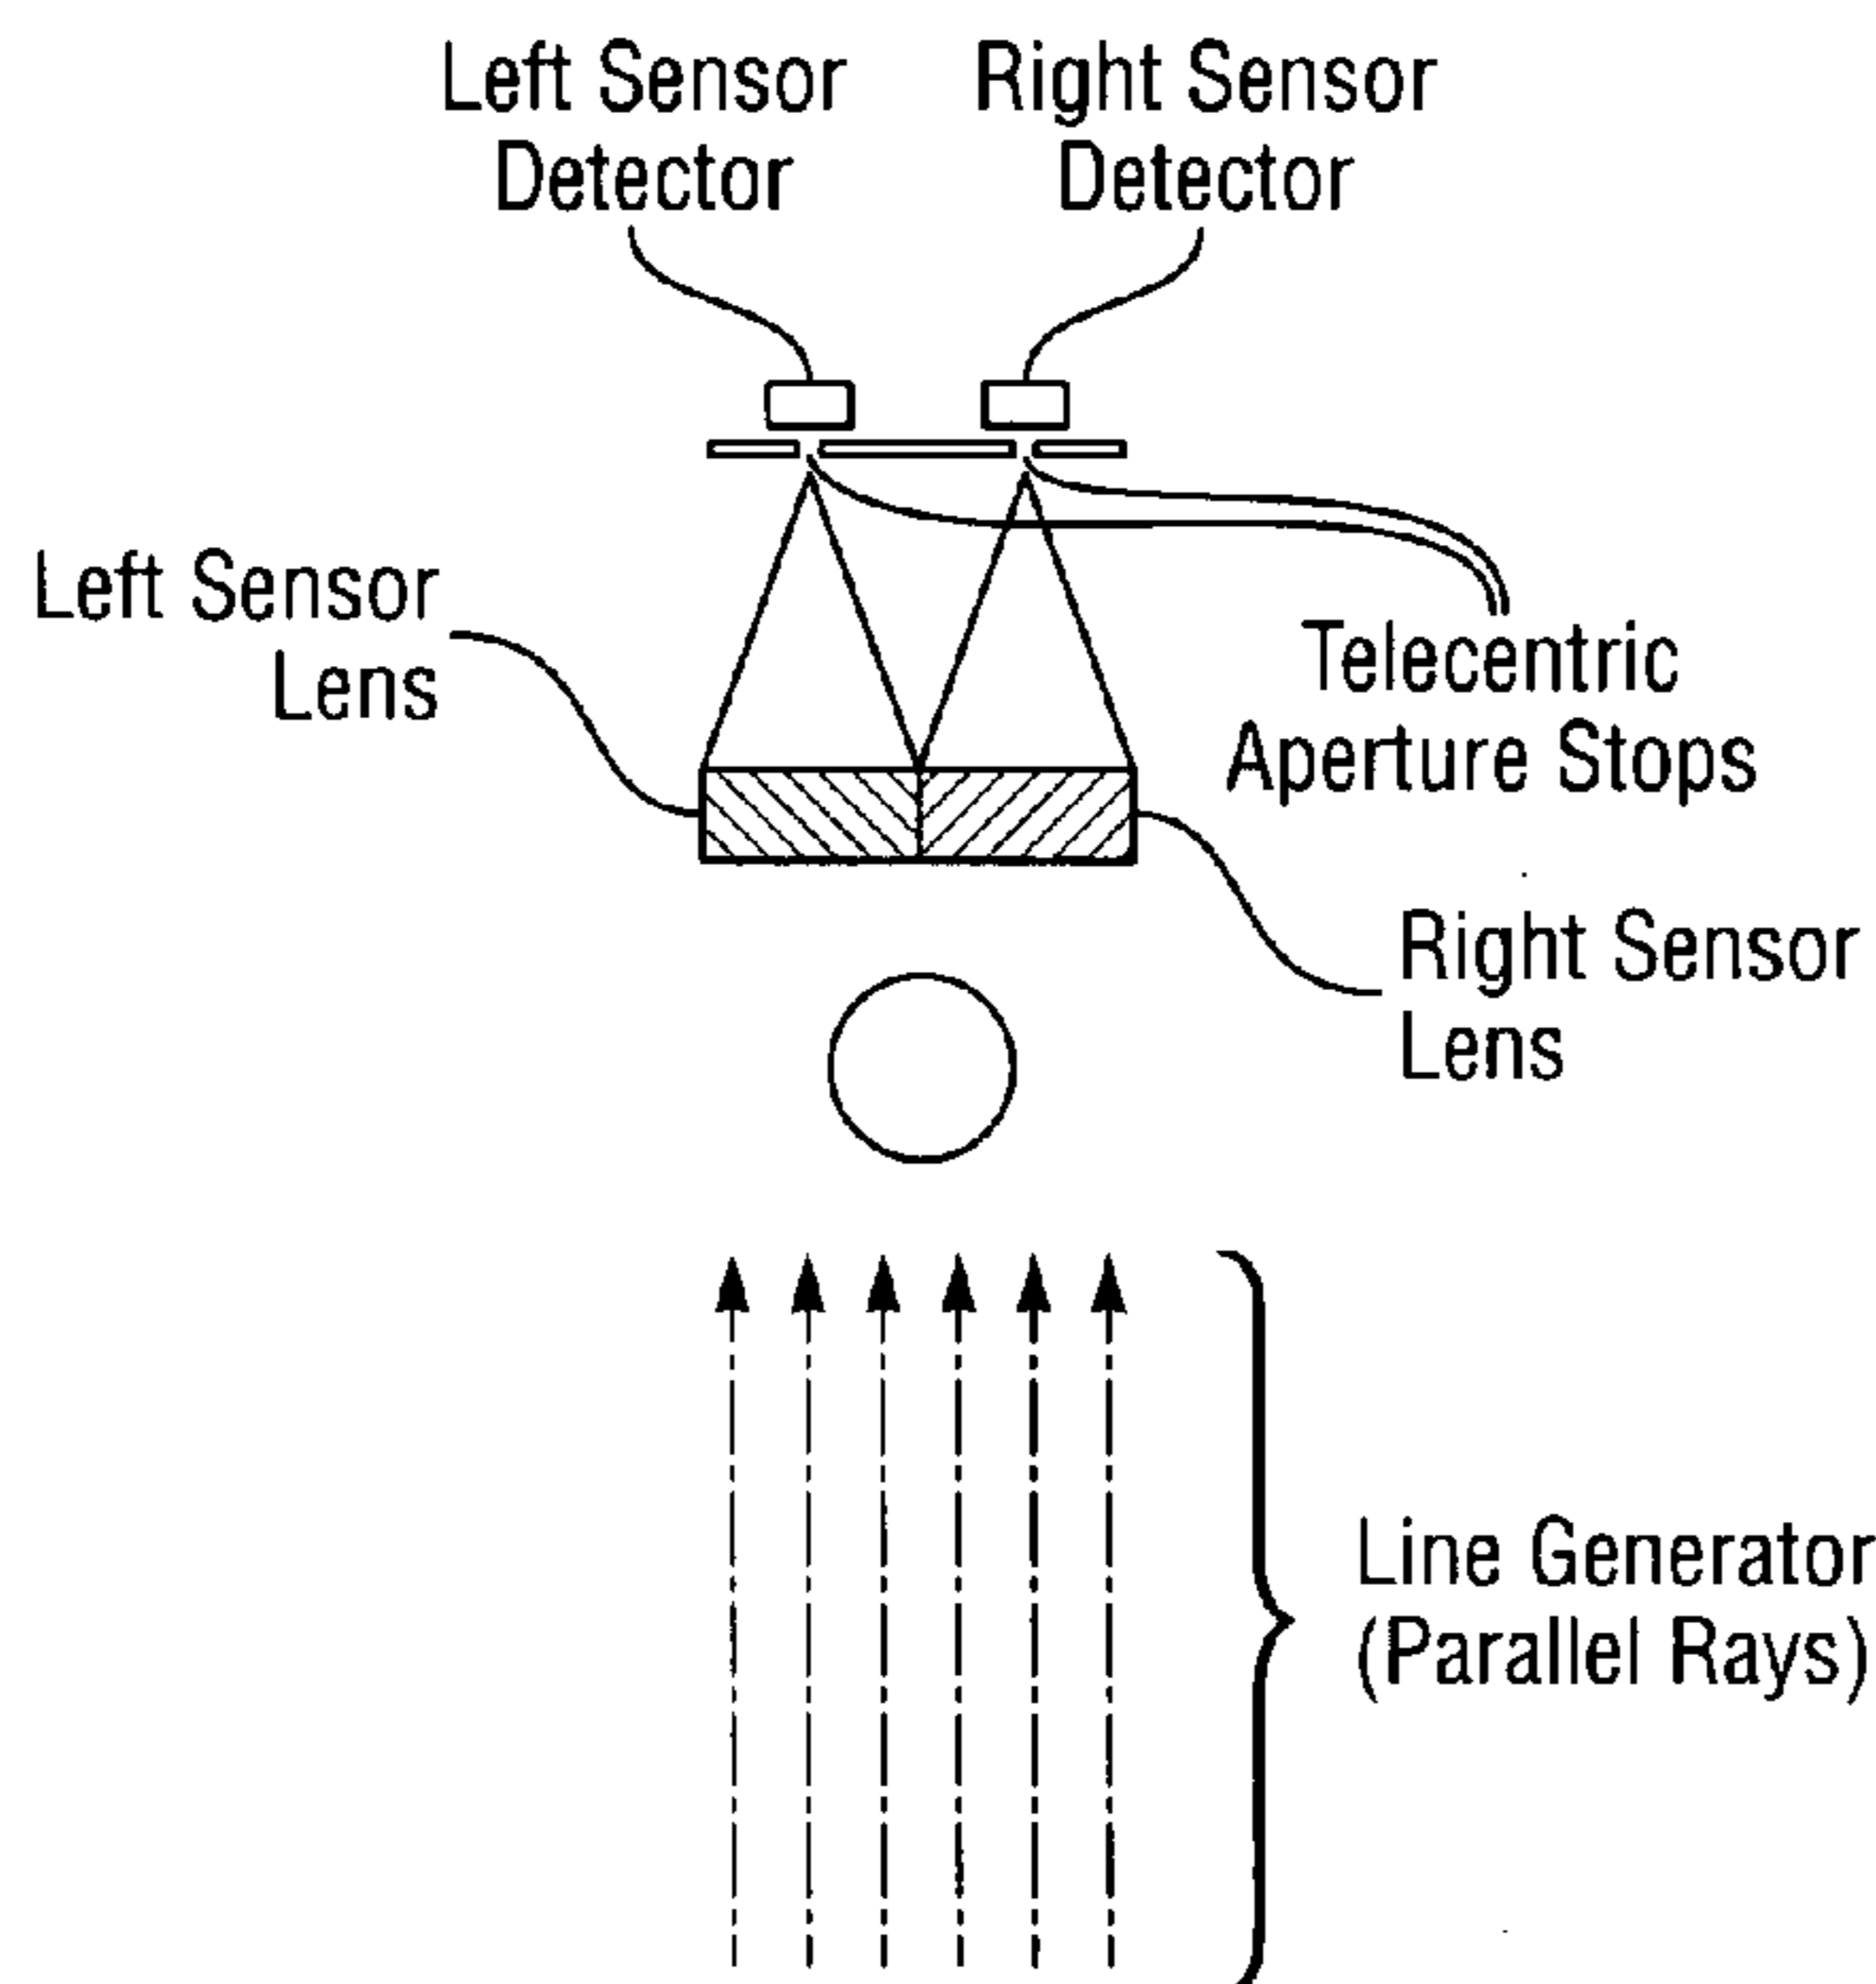 Left Sensor
Detector
Right Sensor
Detector
Left Sensor
Lens
Telecentric
Aperture Stops
Right Sensor
Lens
Line Generator
(Parallel Rays)